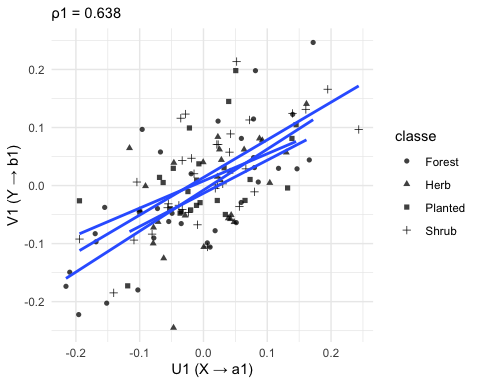 ρ1 = 0.638
V1 (Y → b1)
0.2
0.1
0.0
-0.1
-0.2
-0.2
-0.1
0.0
0.1
0.2
U1 (X → a1)
classe
Forest
Herb
Planted
Shrub